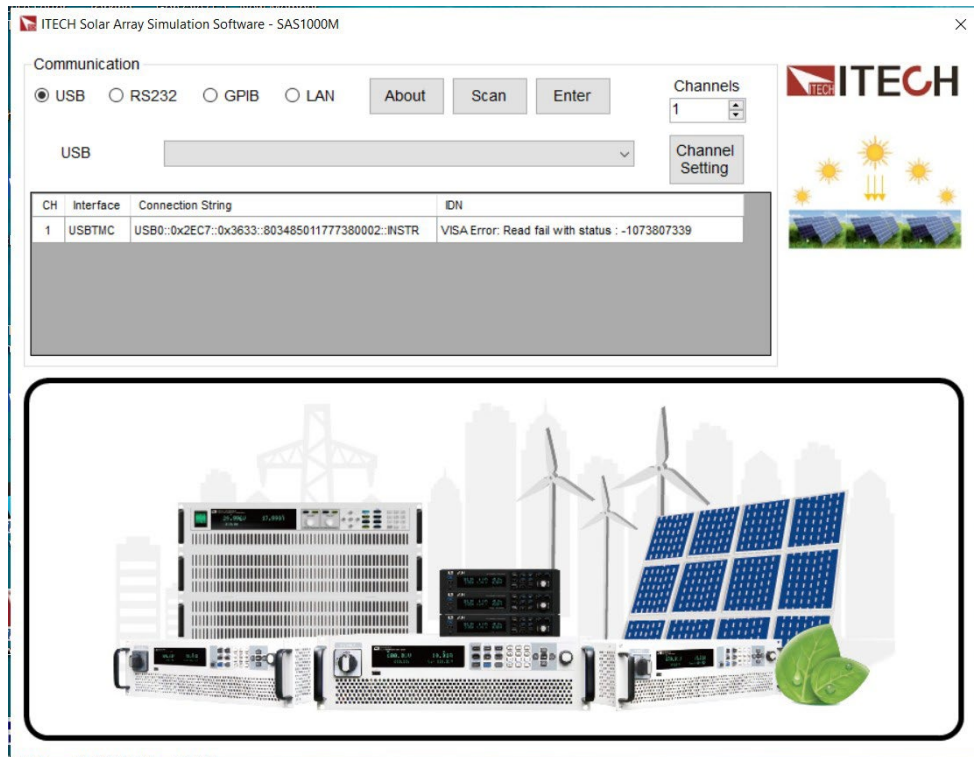 ITECH Solar Array Simulation Software - SAS1000M
Communication
USB RS232 GPIB LAN About Scan Enter
Channels
1
USB
Channel
Setting
ITECH
ITECH
CH Interface Connection String IDN
1 USBTMC USB0::0x2EC7::0x3633::803485011777380002::INSTR VISA Error: Read fail with status : -1073807339